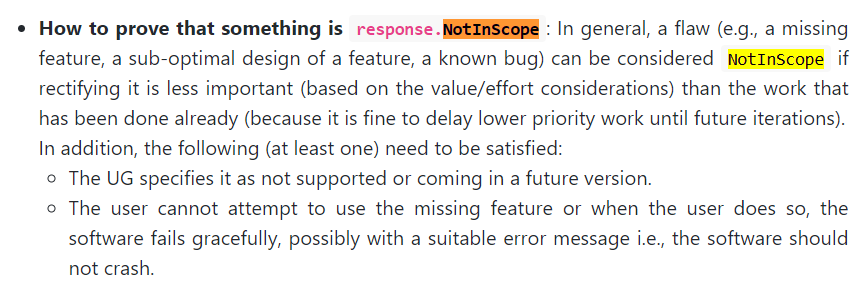 • How to prove that something is response.NotInScope : In general, a flaw (e.g., a missing
feature, a sub-optimal design of a feature, a known bug) can be considered NotInScope if
rectifying it is less important (based on the value/effort considerations) than the work that
has been done already (because it is fine to delay lower priority work until future iterations).
In addition, the following (at least one) need to be satisfied:
◦ The UG specifies it as not supported or coming in a future version.
◦ The user cannot attempt to use the missing feature or when the user does so, the
software fails gracefully, possibly with a suitable error message i.e., the software should
not crash.